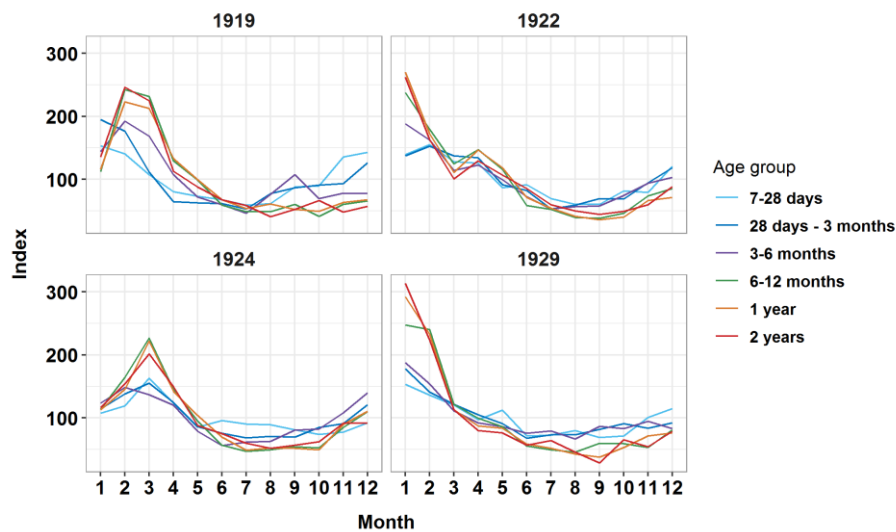 1919
1922
300
200
100
Index
1924
1929
300
200
100
1 2 3 4 5 6 7 8 9 10 11 12
1 2 3 4 5 6 7 8 9 10 11 12
Month
Age group
7-28 days
28 days - 3 months
3-6 months
6-12 months
1 year
2 years